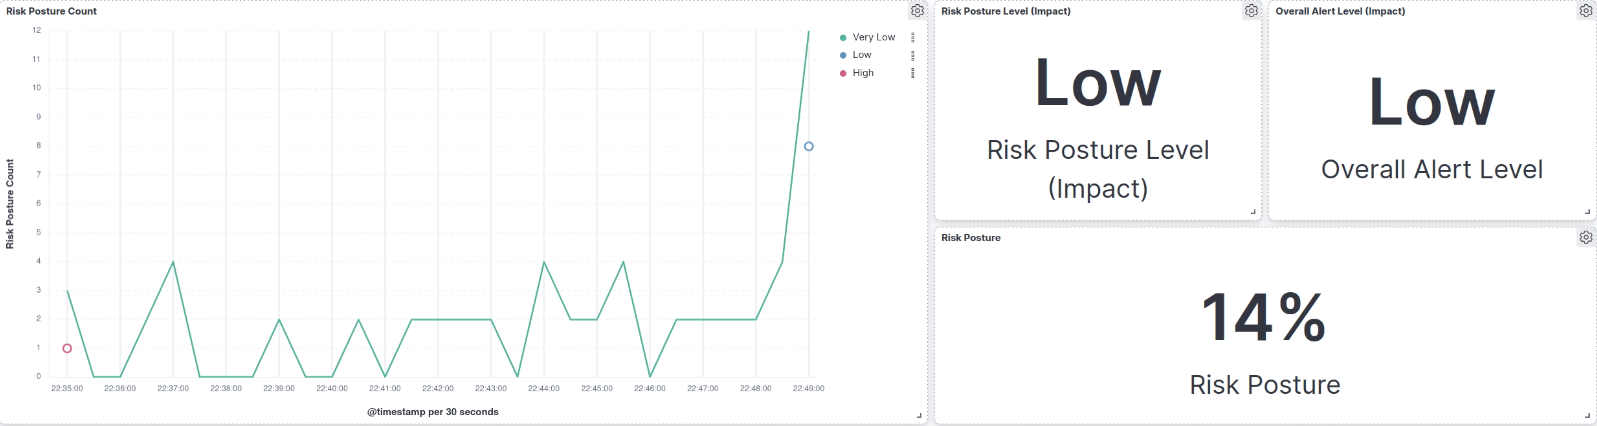 Risk Posture Count
Risk Posture Count
12
11
10
9
8
7
6
5
4
3
2
1
0
22:35:00 22:36:00 22:37:00 22:38:00 22:39:00 22:40:00 22:41:00 22:42:00 22:43:00 22:44:00 22:45:00 22:46:00 22:47:00 22:48:00 22:49:00
@timestamp per 30 seconds
Very Low
Low
High
Risk Posture Level (Impact)
Low
Risk Posture Level
(Impact)
Overall Alert Level (Impact)
Low
Overall Alert Level
Risk Posture
14%
Risk Posture